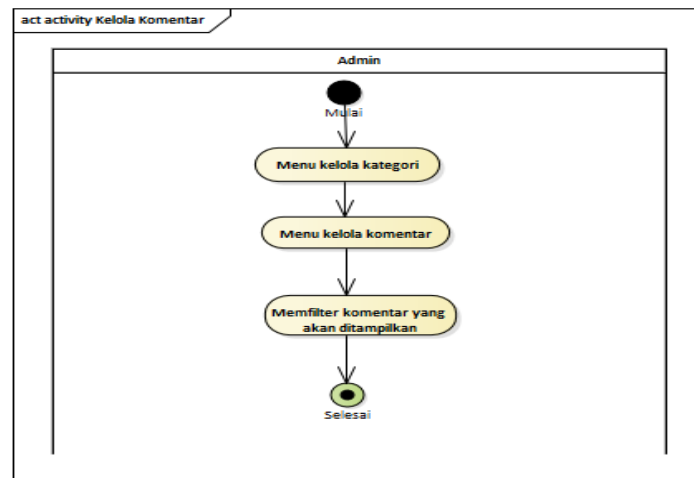 act activity Kelola Komentar
Admin
Mulai
Menu kelola kategori
Menu kelola komentar
Memfilter komentar yang
akan ditampilkan
Selesai